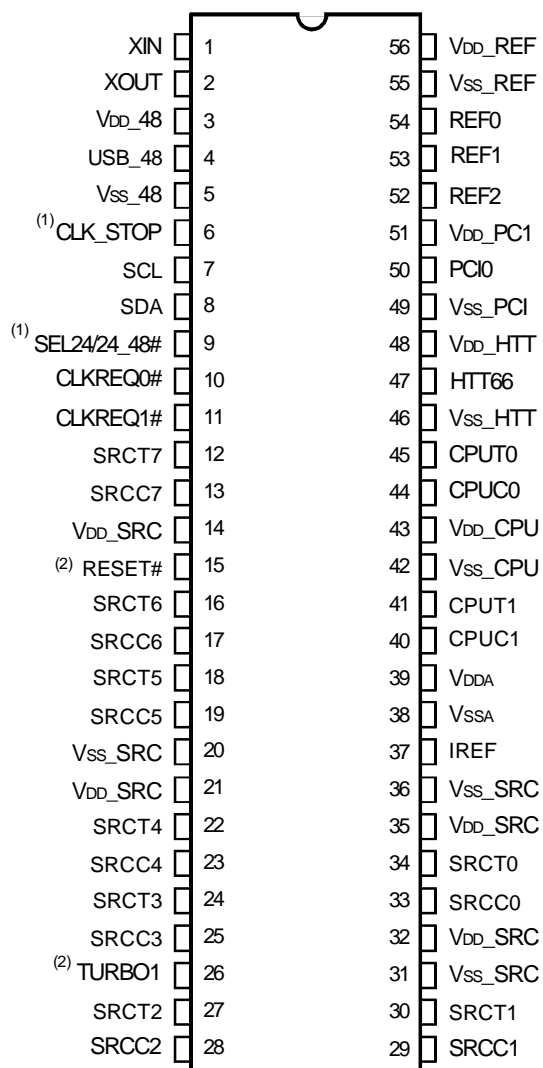 XIN 1 56 VDD_REF
XOUT 2 55 VSS_REF
VDD_48 3 54 REF0
USB_48 4 53 REF1
VSS_48 5 52 REF2
(1) CLK_STOP 6 51 VDD_PC1
SCL 7 50 PCI0
SDA 8 49 VSS_PCI
(1) SEL24/24_48# 9 48 VDD_HTT
CLKREQ0# 10 47 HTT66
CLKREQ1# 11 46 VSS_HTT
SRCT7 12 45 CPUT0
SRCC7 13 44 CPUC0
VDD_SRC 14 43 VDD_CPU
(2) RESET# 15 42 VSS_CPU
SRCT6 16 41 CPUT1
SRCC6 17 40 CPUC1
SRCT5 18 39 VDDA
SRCC5 19 38 VSSA
VSS_SRC 20 37 IREF
VDD_SRC 21 36 VSS_SRC
SRCT4 22 35 VDD_SRC
SRCC4 23 34 SRCT0
SRCT3 24 33 SRCC0
SRCC3 25 32 VDD_SRC
(2) TURBO1 26 31 VSS_SRC
SRCT2 27 30 SRCT1
SRCC2 28 29 SRCC1